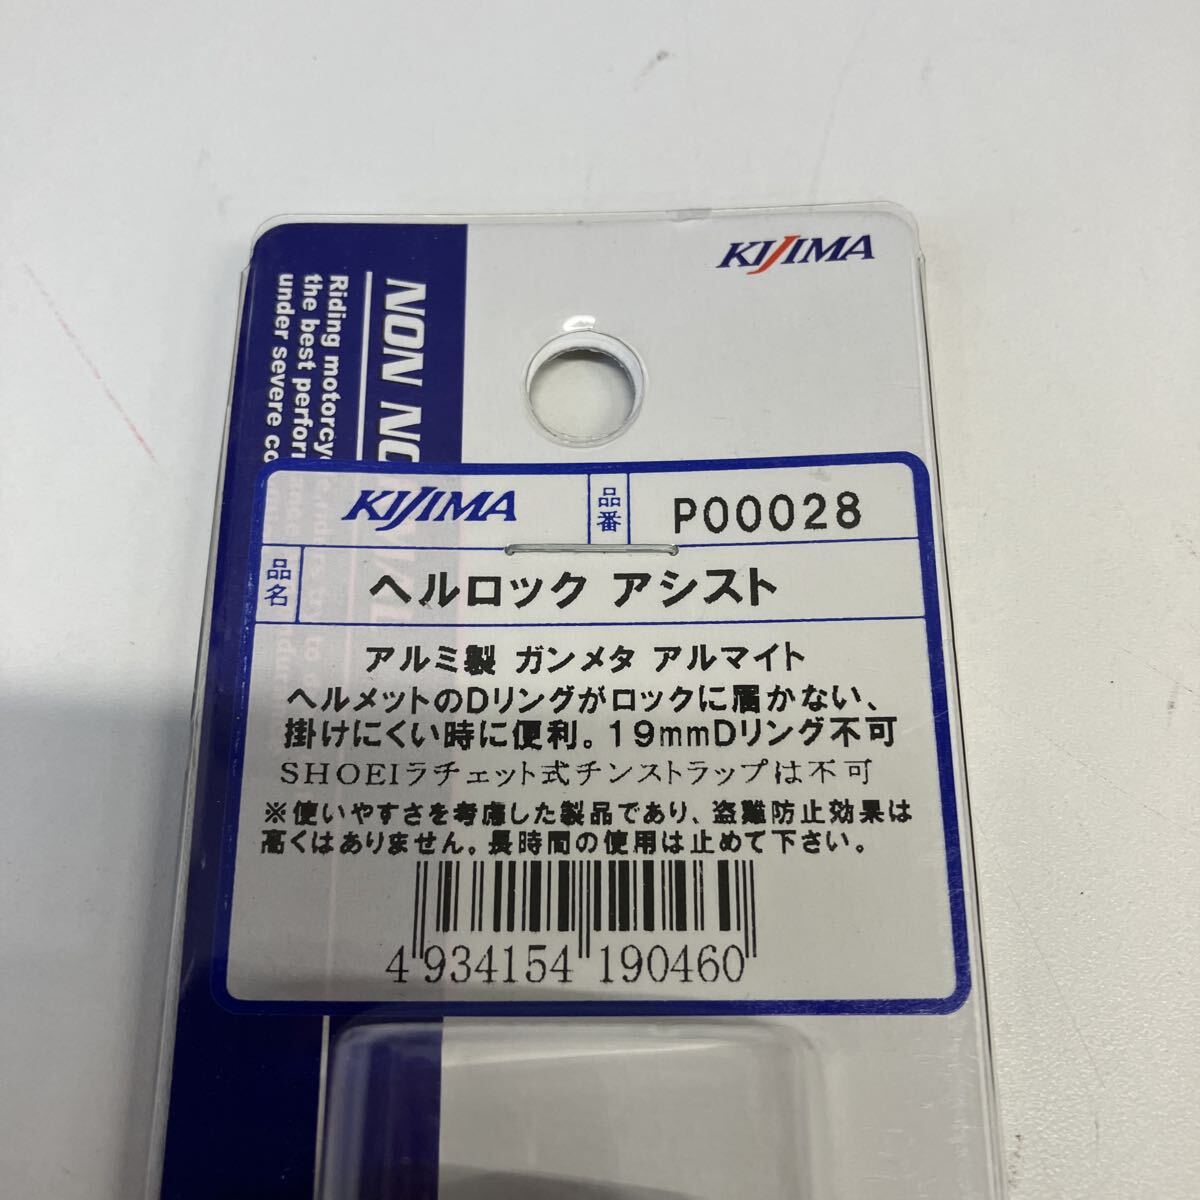 KIJIMA
NON NO
Riding motorcyc
the best perfor
under severe co
KIJIMA
品番
P00028
品名
ヘルロック アシスト
アルミ製 ガンメタ アルマイト
ヘルメットのDリングがロックに届かない、
掛けにくい時に便利。19mmDリング不可
SHOEIラチェット式チンストラップは不可
※使いやすさを考慮した製品であり、盗難防止効果は
高くはありません。長時間の使用は止めて下さい。
4 934154 190460